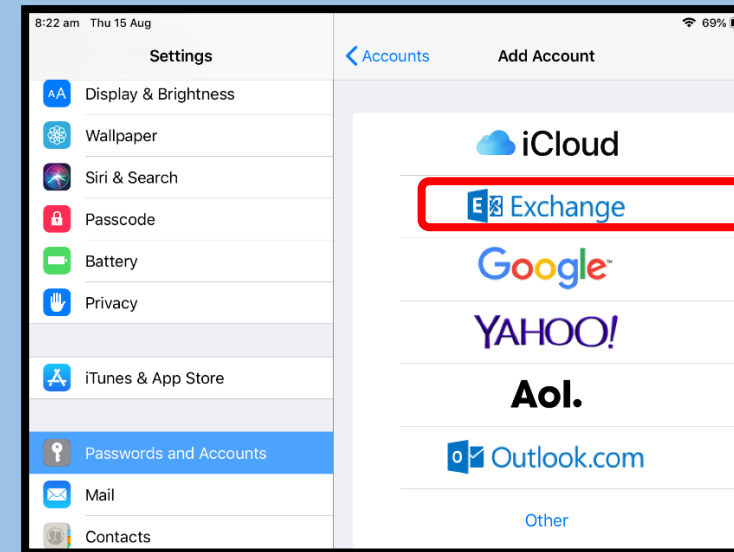 8:22 am Thu 15 Aug
69%
Settings
Accounts
Add Account
AA Display & Brightness
Wallpaper
Siri & Search
Passcode
Battery
Privacy
iTunes & App Store
Passwords and Accounts
Mail
Contacts
iCloud
E Exchange
Google
YAHOO!
Aol.
o Outlook.com
Other